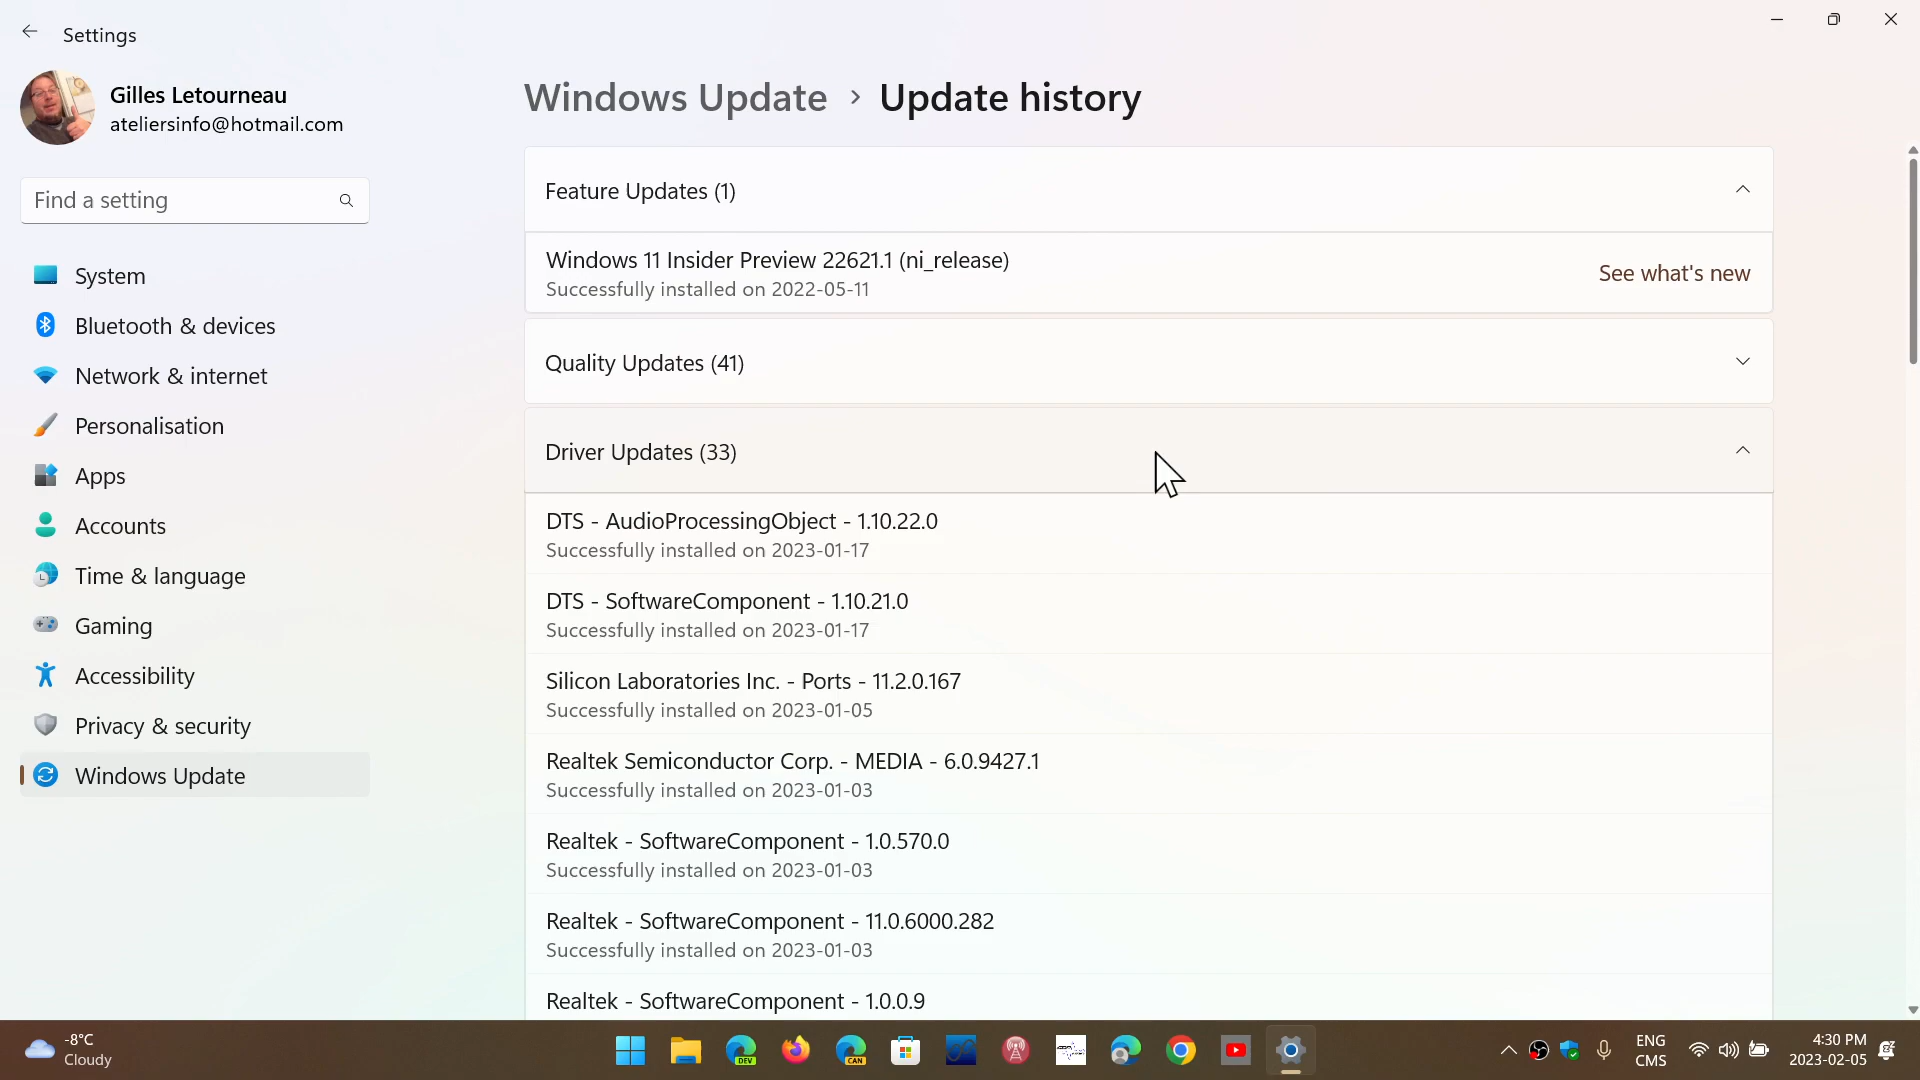 Settings
Gilles Letourneau
ateliersinfo@hotmail.com
Find a setting
System
Bluetooth & devices
Network & internet
Personalisation
Apps
Accounts
Time & language
Gaming
Accessibility
Privacy & security
Windows Update
Windows Update > Update history
Feature Updates (1)
Windows 11 Insider Preview 22621.1 (ni_release)
Successfully installed on 2022-05-11
See what's new
Quality Updates (41)
Driver Updates (33)
DTS - AudioProcessingObject - 1.10.22.0
Successfully installed on 2023-01-17
DTS - SoftwareComponent - 1.10.21.0
Successfully installed on 2023-01-17
Silicon Laboratories Inc. - Ports - 11.2.0.167
Successfully installed on 2023-01-05
Realtek Semiconductor Corp. - MEDIA - 6.0.9427.1
Successfully installed on 2023-01-03
Realtek - SoftwareComponent - 1.0.570.0
Successfully installed on 2023-01-03
Realtek - SoftwareComponent - 11.0.6000.282
Successfully installed on 2023-01-03
Realtek - SoftwareComponent - 1.0.0.9
-8°C
Cloudy
DEV
CAN
ENG
CMS
4:30 PM
2023-02-05